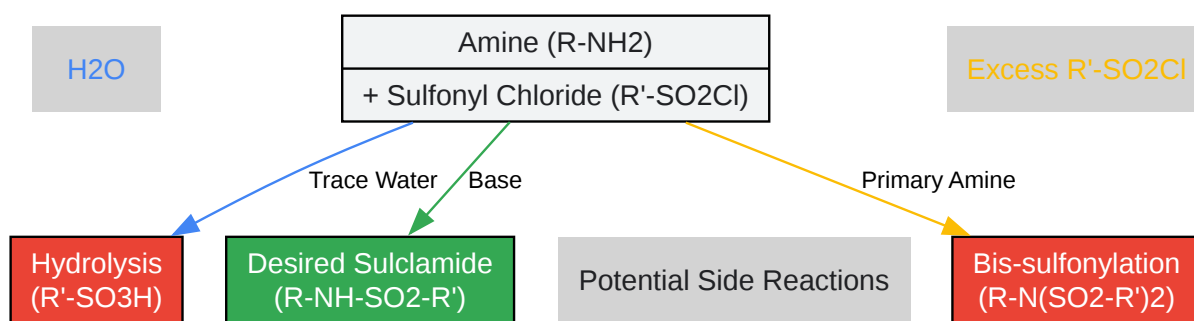 H2O
Amine (R-NH2)
+ Sulfonyl Chloride (R'-SO2Cl)
Excess R'-SO2Cl
Trace Water
Base
Primary Amine
Hydrolysis
(R'-SO3H)
Desired Sulclamide
(R-NH-SO2-R')
Potential Side Reactions
Bis-sulfonylation
(R-N(SO2-R')2)